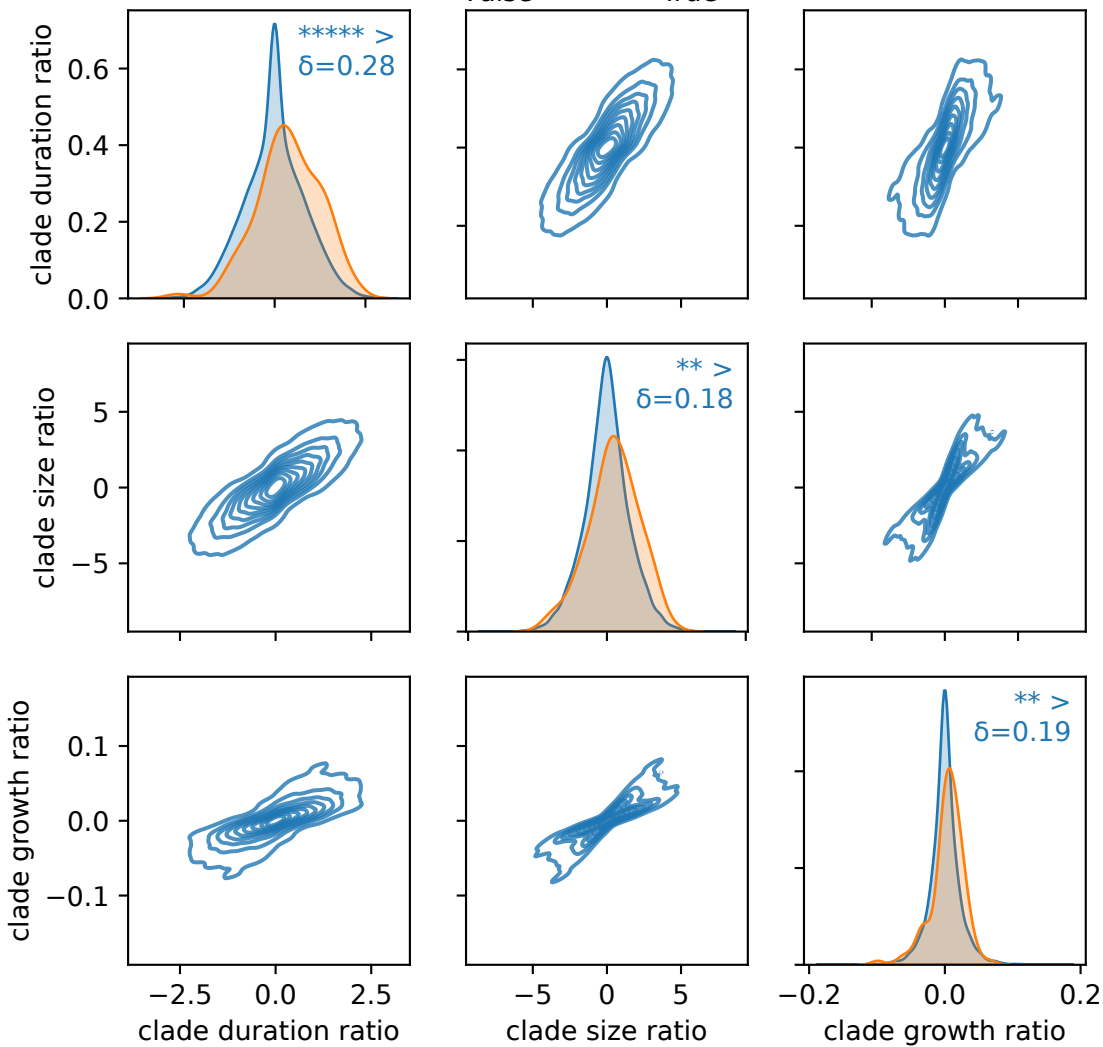 clade duration ratio
0.6
0.4
0.2
0.0
***** >
δ=0.28
clade size ratio
5
0
−5
** >
δ=0.18
clade growth ratio
0.1
0.0
−0.1
** >
δ=0.19
−2.5 0.0 2.5
−5 0 5
−0.2 0.0 0.2
clade duration ratio
clade size ratio
clade growth ratio